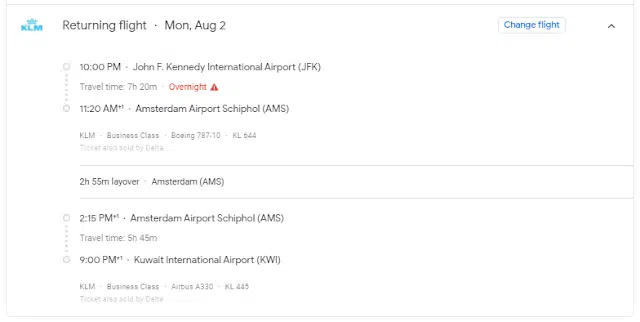 KLM
Returning flight · Mon, Aug 2
Change flight
10:00 PM · John F. Kennedy International Airport (JFK)
Travel time: 7h 20m · Overnight
11:20 AM+1 · Amsterdam Airport Schiphol (AMS)
KLM · Business Class · Boeing 787-10 · KL 644
Ticket also sold by Delta
2h 55m layover · Amsterdam (AMS)
2:15 PM+1 · Amsterdam Airport Schiphol (AMS)
Travel time: 5h 45m
9:00 PM+1 · Kuwait International Airport (KWI)
KLM · Business Class · Airbus A330 · KL 445
Ticket also sold by Delta